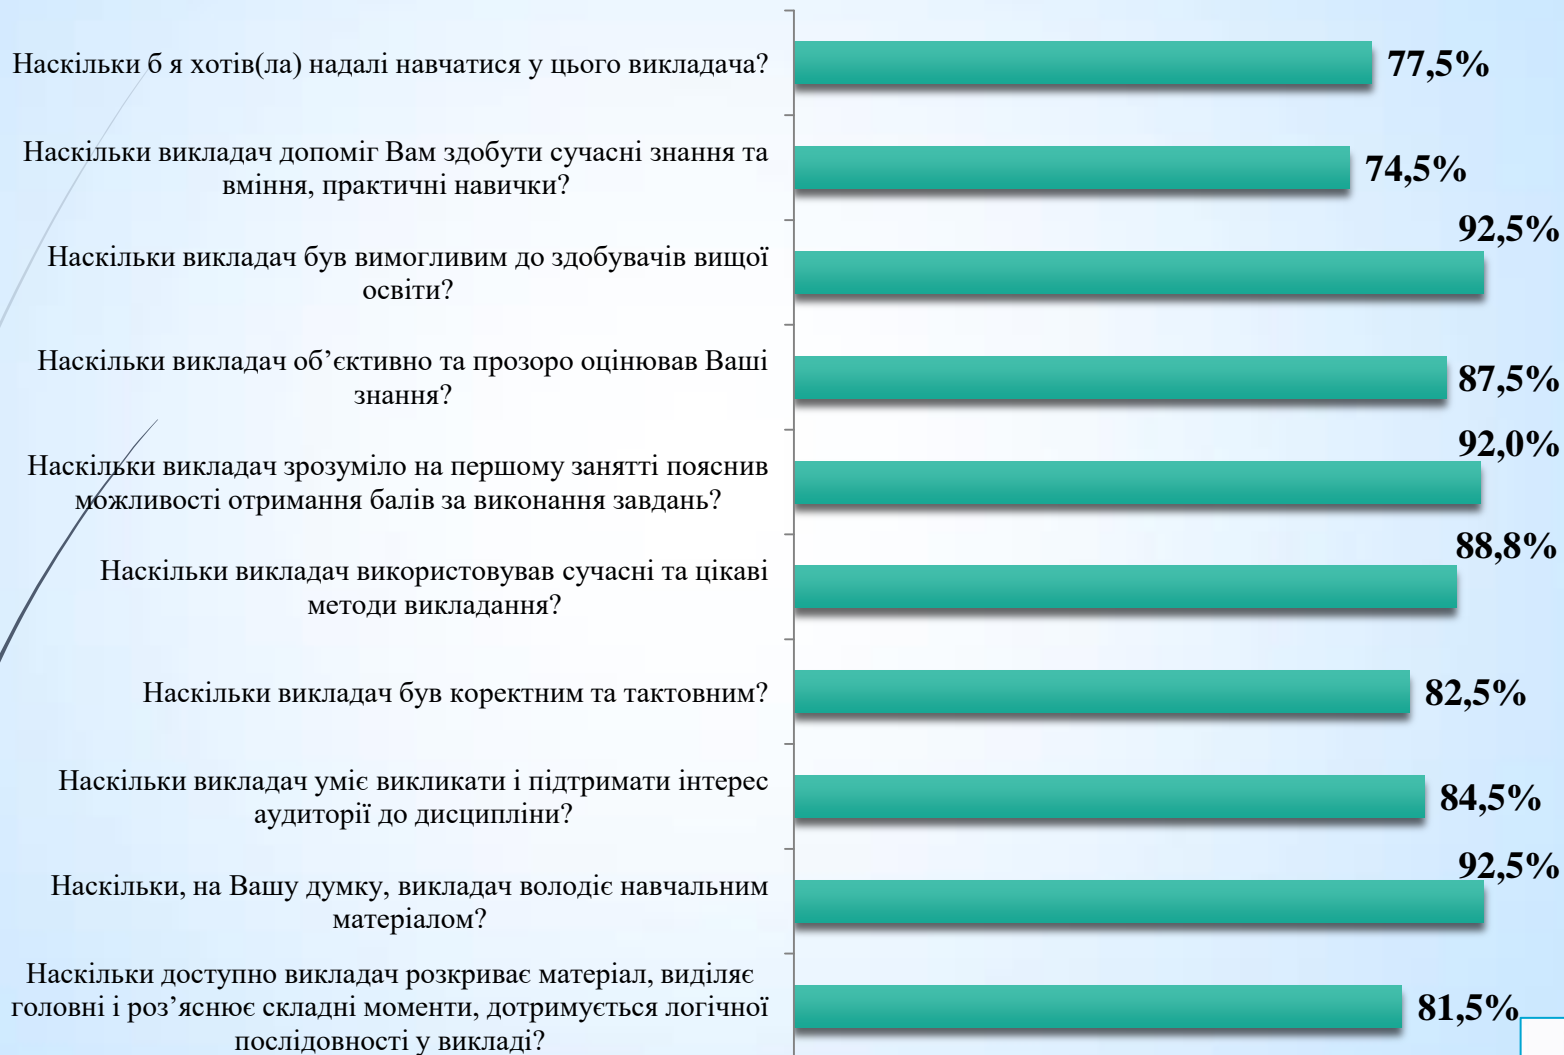 Наскільки б я хотів(ла) надалі навчатися у цього викладача?
77,5%
Наскільки викладач допоміг Вам здобути сучасні знання та
вміння, практичні навички?
74,5%
Наскільки викладач був вимогливим до здобувачів вищої
освіти?
92,5%
Наскільки викладач об’єктивно та прозоро оцінював Ваші
знання?
87,5%
Наскільки викладач зрозуміло на першому занятті пояснив
можливості отримання балів за виконання завдань?
92,0%
Наскільки викладач використовував сучасні та цікаві
методи викладання?
88,8%
Наскільки викладач був коректним та тактовним?
82,5%
Наскільки викладач уміє викликати і підтримати інтерес
аудиторії до дисципліни?
84,5%
Наскільки, на Вашу думку, викладач володіє навчальним
матеріалом?
92,5%
Наскільки доступно викладач розкриває матеріал, виділяє
головні і роз’яснює складні моменти, дотримується логічної
послідовності у викладі?
81,5%